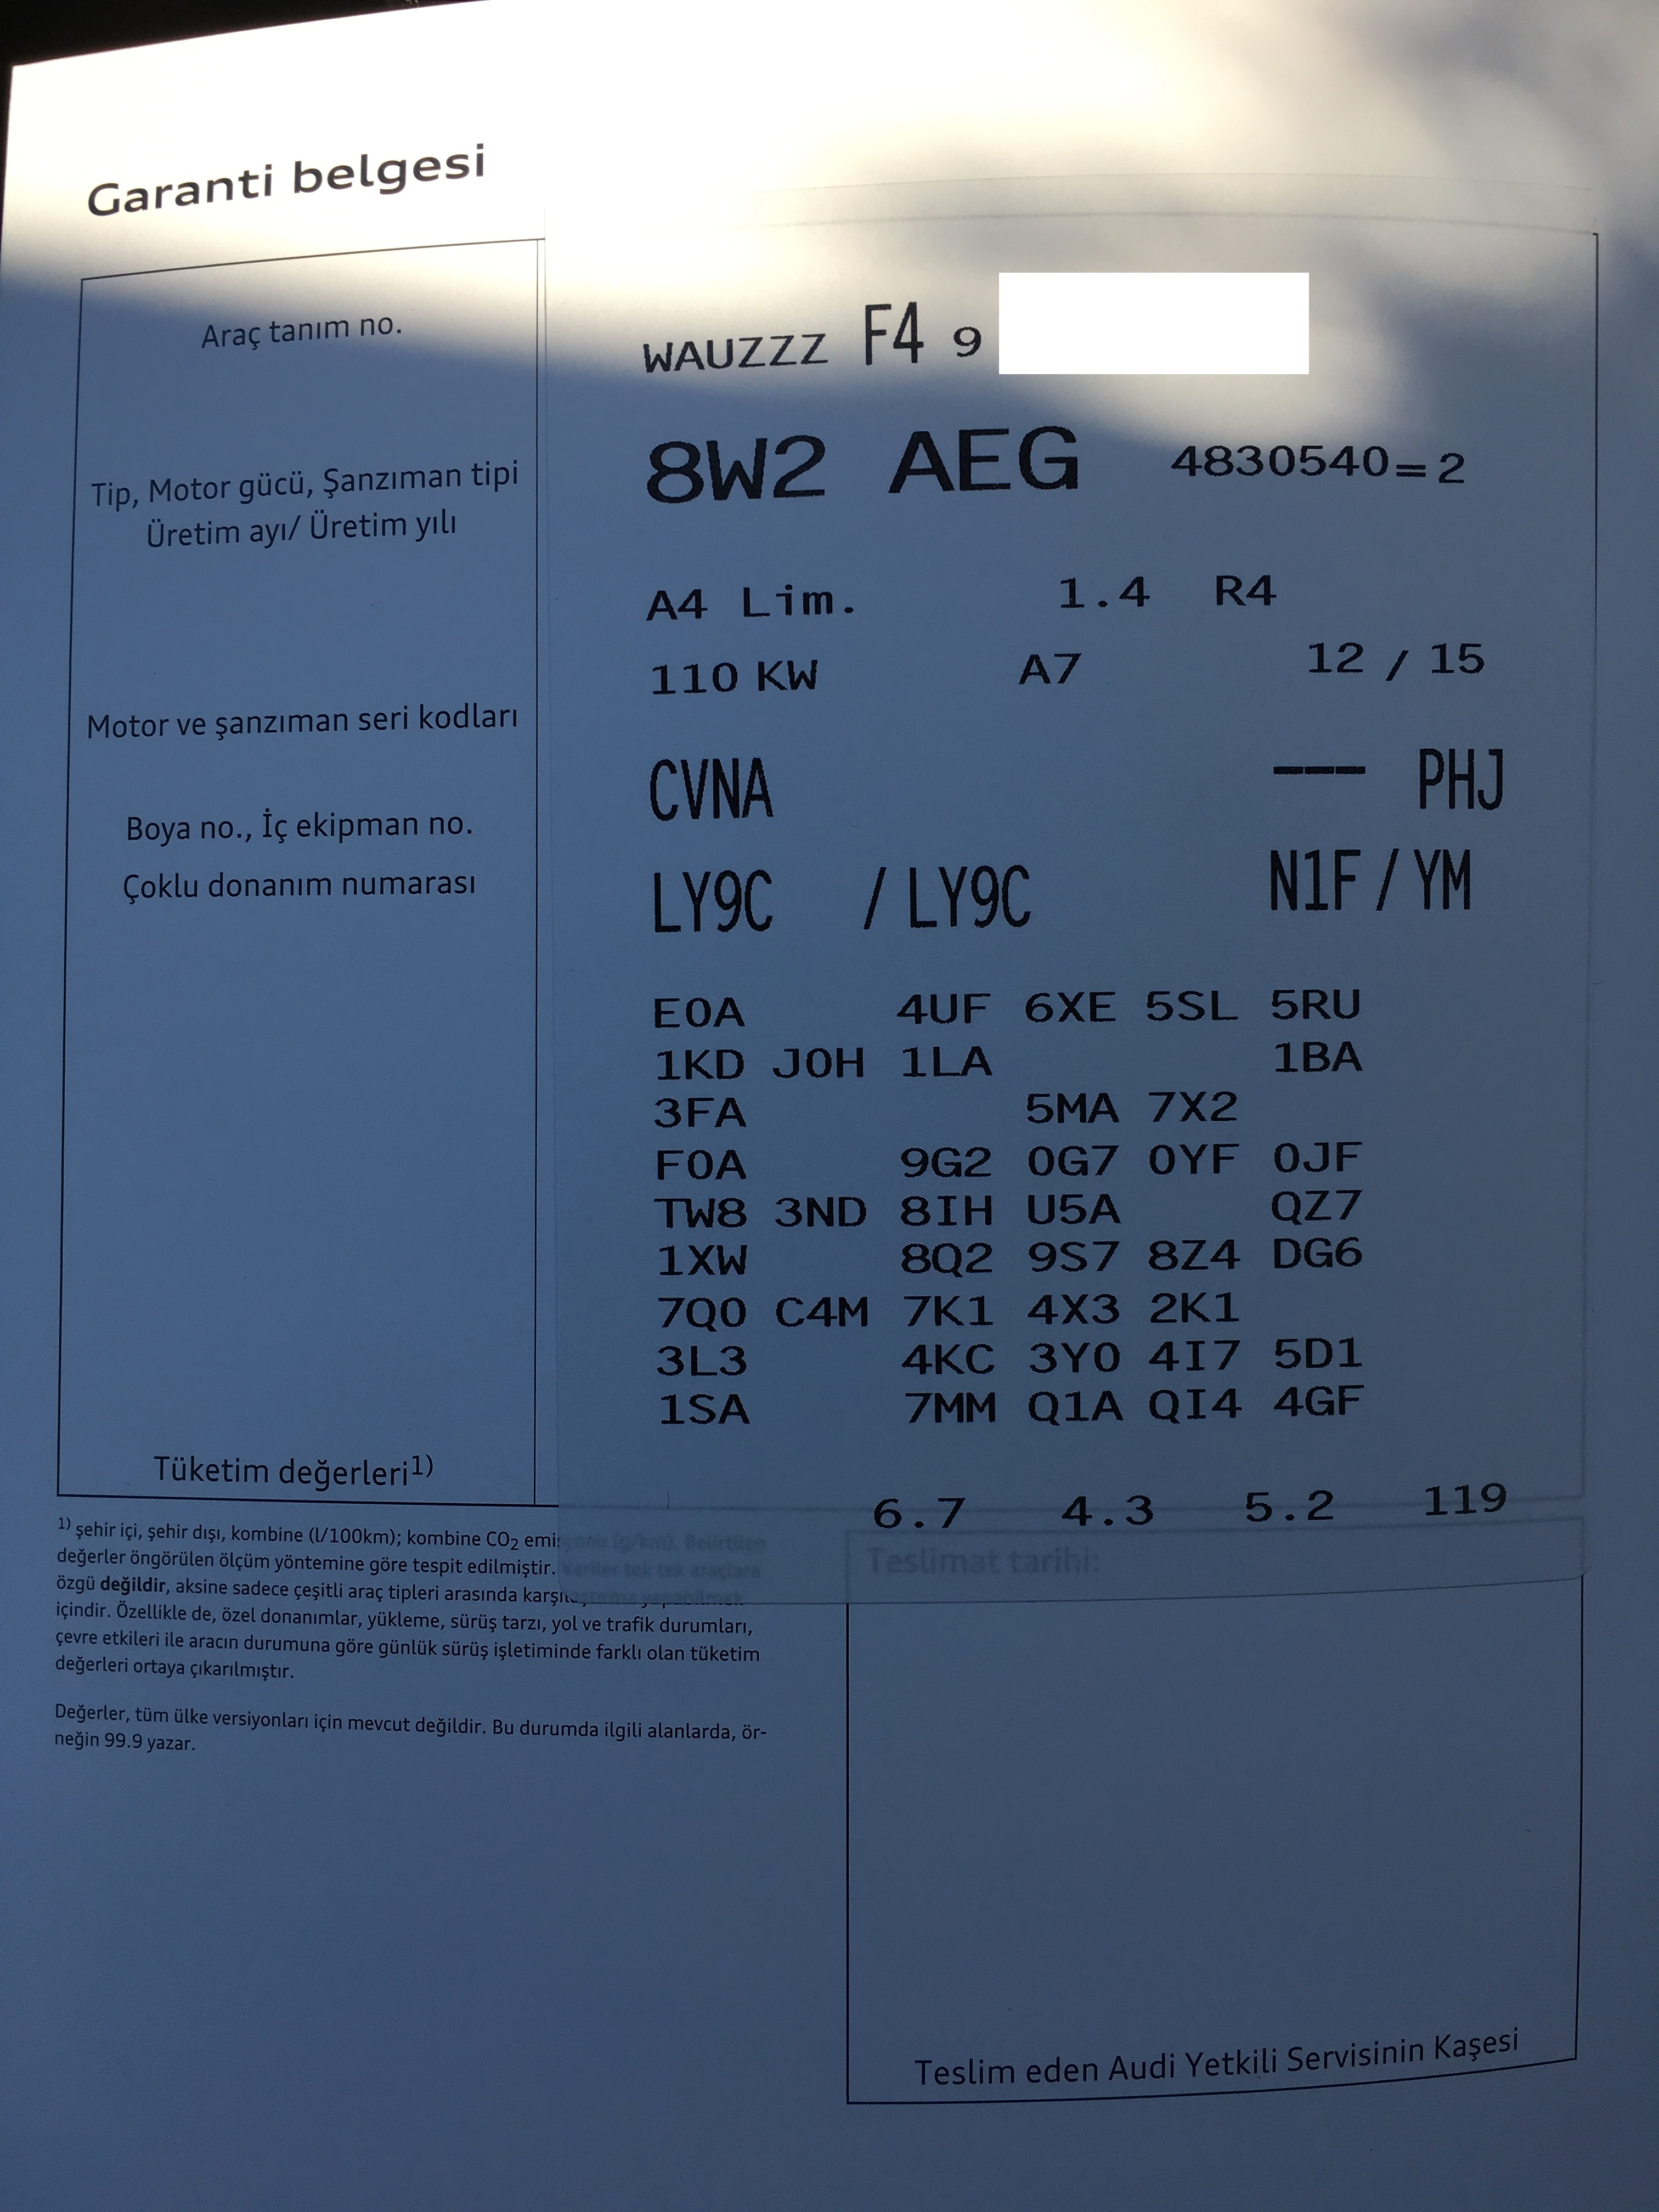 Garanti belgesi
Araç tanım no.
WAUZZZ F4 9
Tip, Motor gücü, Şanzıman tipi
Üretim ayı/ Üretim yılı
8W2 AEG 4830540=2
A4 Lim. 1.4 R4
110 KW A7 12 / 15
Motor ve şanzıman seri kodları
CVNA --- PHJ
Boya no., İç ekipman no.
LY9C / LY9C N1F / YM
Çoklu donanım numarası
E0A 4UF 6XE 5SL 5RU
1KD J0H 1LA 1BA
3FA 5MA 7X2
F0A 9G2 0G7 0YF 0JF
TW8 3ND 8IH U5A QZ7
1XW 8Q2 9S7 8Z4 DG6
7Q0 C4M 7K1 4X3 2K1
3L3 4KC 3Y0 4I7 5D1
1SA 7MM Q1A QI4 4GF
Tüketim değerleri1)
6.7 4.3 5.2 119
1) şehir içi, şehir dışı, kombine (l/100km); kombine CO2 emisyonu (g/km). Belirtilen
değerler öngörülen ölçüm yöntemine göre tespit edilmiştir. Veriler tek tek araçlara
özgü değildir, aksine sadece çeşitli araç tipleri arasında karşılaştırma yapabilmek
içindir. Özellikle de, özel donanımlar, yükleme, sürüş tarzı, yol ve trafik durumları,
çevre etkileri ile aracın durumuna göre günlük sürüş işletiminde farklı olan tüketim
değerleri ortaya çıkarılmıştır.
Değerler, tüm ülke versiyonları için mevcut değildir. Bu durumda ilgili alanlarda, ör-
neğin 99.9 yazar.
Teslimat tarihi:
Teslim eden Audi Yetkili Servisinin Kaşesi